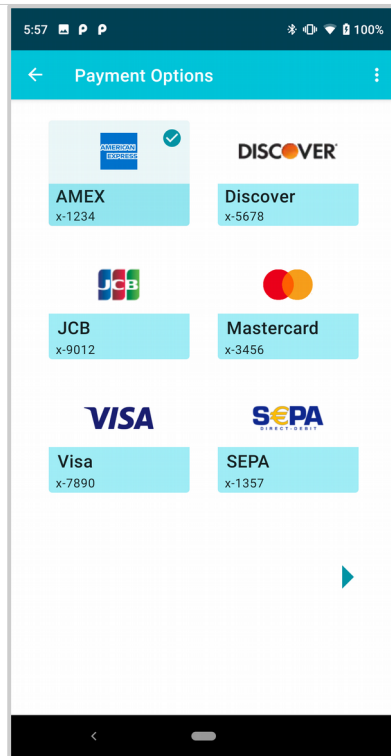 5:57
100%
Payment Options
AMERICAN
EXPRESS
DISCOVER
AMEX
Discover
x-1234
x-5678
JCB
JCB
Mastercard
x-9012
x-3456
VISA
S€PA
DIRECT-DEBIT
Visa
SEPA
x-7890
x-1357